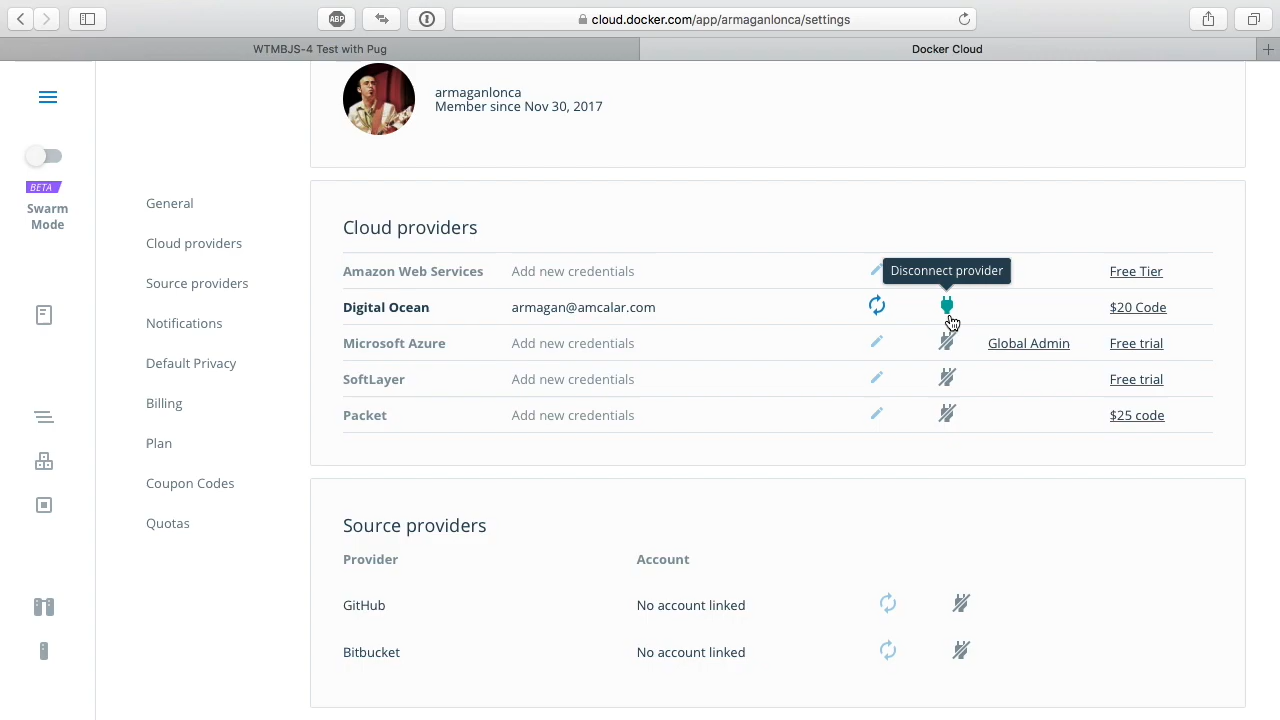 ABP
cloud.docker.com/app/armaganlonca/settings
WTMBJS-4 Test with Pug
Docker Cloud
BETA
Swarm
Mode
General
Cloud providers
Source providers
Notifications
Default Privacy
Billing
Plan
Coupon Codes
Quotas
armaganlonca
Member since Nov 30, 2017
Cloud providers
Disconnect provider
Amazon Web Services Add new credentials Free Tier
Digital Ocean armagan@amcalar.com $20 Code
Microsoft Azure Add new credentials Global Admin Free trial
SoftLayer Add new credentials Free trial
Packet Add new credentials $25 code
Source providers
Provider Account
GitHub No account linked
Bitbucket No account linked